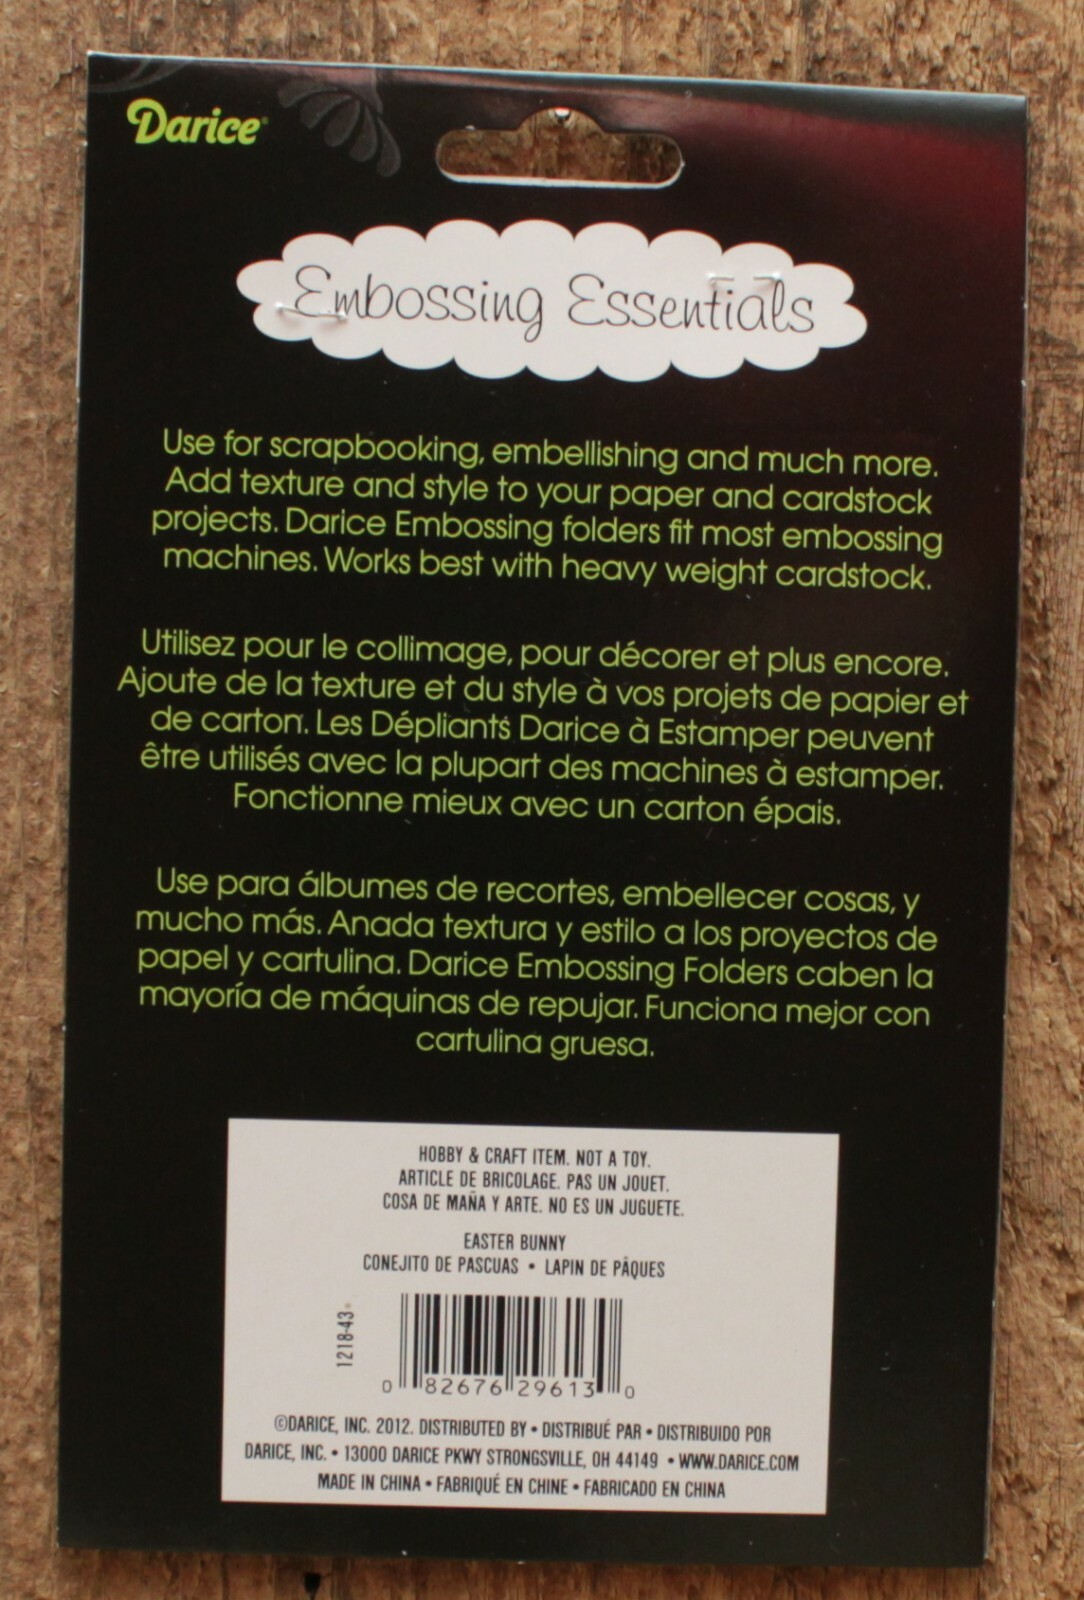 Darice
Embossing Essentials
Use for scrapbooking, embellishing and much more.
Add texture and style to your paper and cardstock
projects. Darice Embossing folders fit most embossing
machines. Works best with heavy weight cardstock.
Utilisez pour le collimage, pour décorer et plus encore.
Ajoute de la texture et du style à vos projets de papier et
de carton. Les Dépliants Darice à Estamper peuvent
être utilisés avec la plupart des machines à estamper.
Fonctionne mieux avec un carton épais.
Use para álbumes de recortes, embellecer cosas, y
mucho más. Anada textura y estilo a los proyectos de
papel y cartulina. Darice Embossing Folders caben la
mayoría de máquinas de repujar. Funciona mejor con
cartulina gruesa.
HOBBY & CRAFT ITEM. NOT A TOY.
ARTICLE DE BRICOLAGE. PAS UN JOUET.
COSA DE MAÑA Y ARTE. NO ES UN JUGUETE.
EASTER BUNNY
CONEJITO DE PASCUAS • LAPIN DE PÂQUES
1218-43
0 82676 29613 0
©DARICE, INC. 2012. DISTRIBUTED BY • DISTRIBUÉ PAR • DISTRIBUIDO POR
DARICE, INC. • 13000 DARICE PKWY STRONGSVILLE, OH 44149 • WWW.DARICE.COM
MADE IN CHINA • FABRIQUÉ EN CHINE • FABRICADO EN CHINA